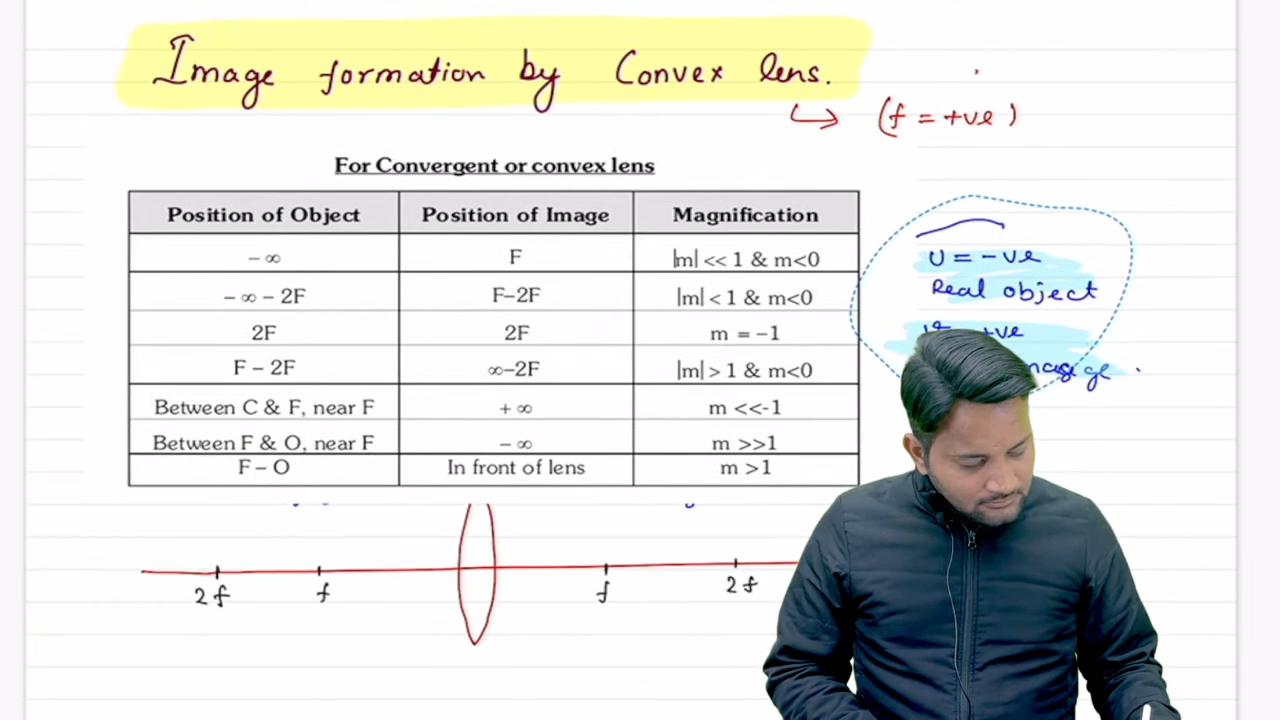 Image formation by Convex lens.
↳ (f = +ve)
For Convergent or convex lens
Position of Object Position of Image Magnification
– ∞ F |m| << 1 & m<0
– ∞ – 2F F–2F |m| < 1 & m<0
2F 2F m = –1
F – 2F ∞–2F |m| > 1 & m<0
Between C & F, near F + ∞ m <<-1
Between F & O, near F – ∞ m >>1
F – O In front of lens m >1
u = -ve
Real object
+ve
2f f f 2f